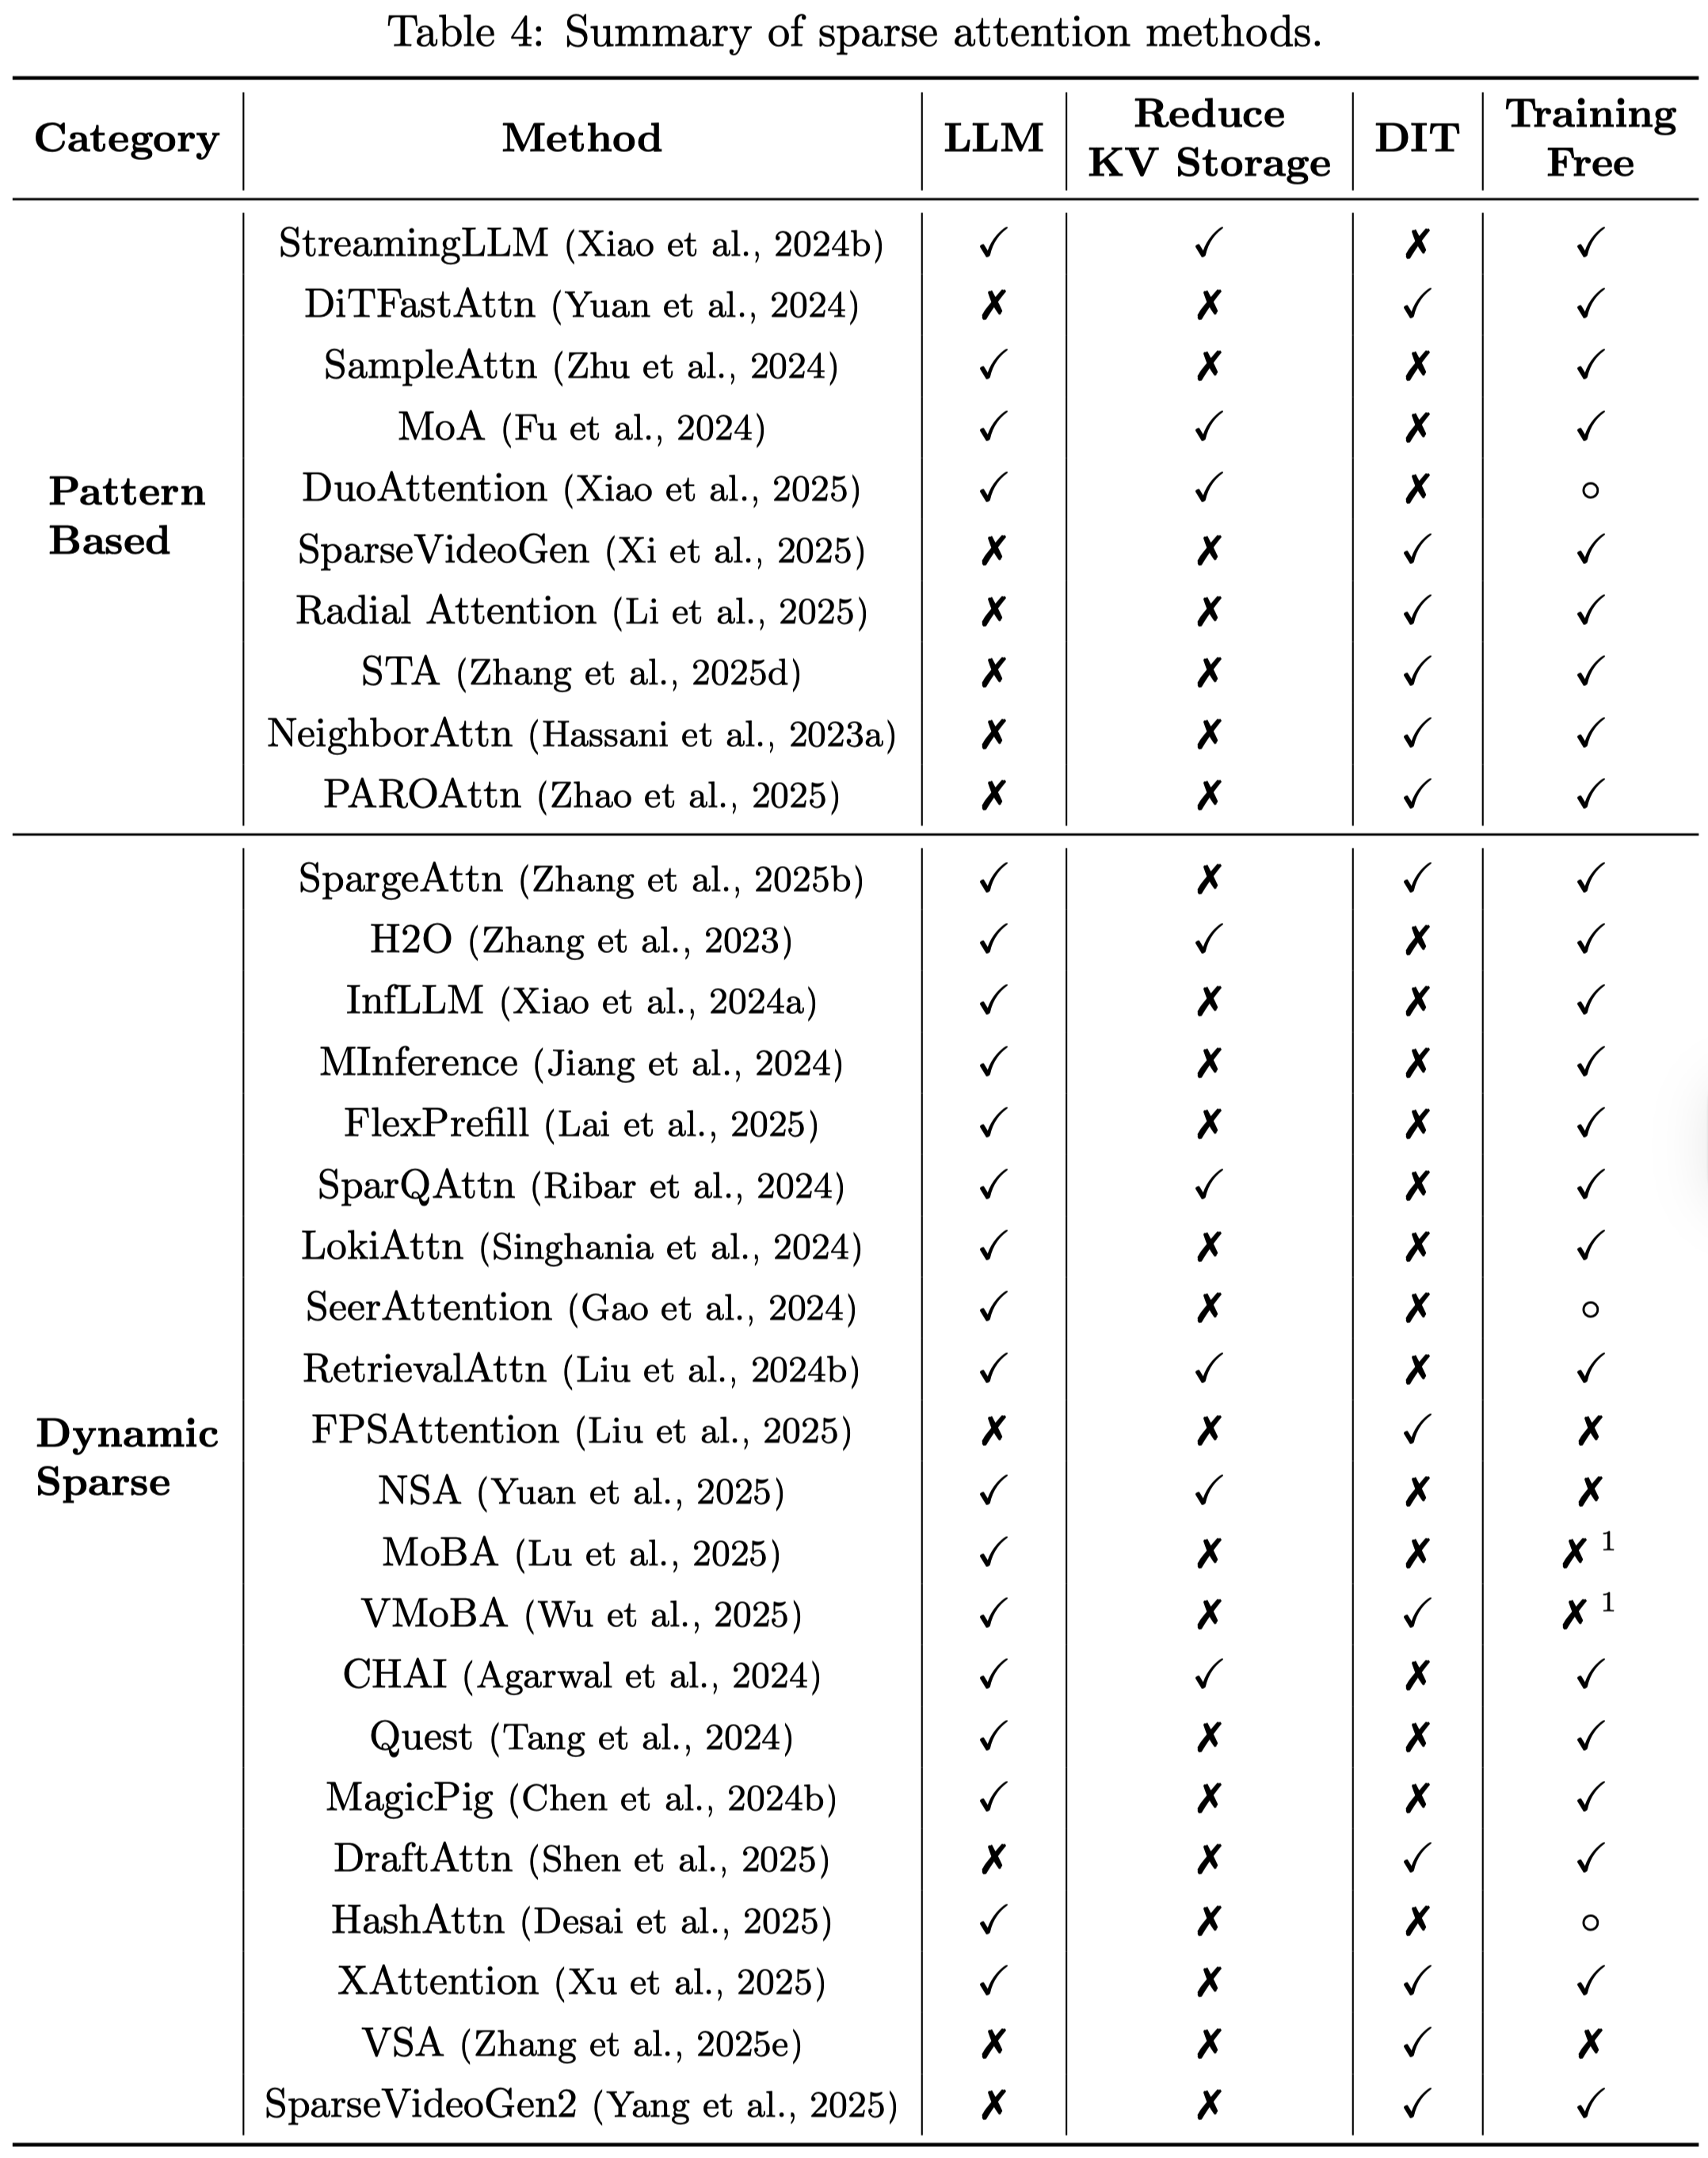 Table 4: Summary of sparse attention methods.
Category Method LLM Reduce KV Storage DIT Training Free
Pattern Based
StreamingLLM (Xiao et al., 2024b) ✓ ✓ ✗ ✓
DiTFastAttn (Yuan et al., 2024) ✗ ✗ ✓ ✓
SampleAttn (Zhu et al., 2024) ✓ ✗ ✗ ✓
MoA (Fu et al., 2024) ✓ ✓ ✗ ✓
DuoAttention (Xiao et al., 2025) ✓ ✓ ✗ ○
SparseVideoGen (Xi et al., 2025) ✗ ✗ ✓ ✓
Radial Attention (Li et al., 2025) ✗ ✗ ✓ ✓
STA (Zhang et al., 2025d) ✗ ✗ ✓ ✓
NeighborAttn (Hassani et al., 2023a) ✗ ✗ ✓ ✓
PAROAttn (Zhao et al., 2025) ✗ ✗ ✓ ✓
Dynamic Sparse
SpargeAttn (Zhang et al., 2025b) ✓ ✗ ✓ ✓
H2O (Zhang et al., 2023) ✓ ✓ ✗ ✓
InfLLM (Xiao et al., 2024a) ✓ ✗ ✗ ✓
MInference (Jiang et al., 2024) ✓ ✗ ✗ ✓
FlexPrefill (Lai et al., 2025) ✓ ✗ ✗ ✓
SparQAttn (Ribar et al., 2024) ✓ ✓ ✗ ✓
LokiAttn (Singhania et al., 2024) ✓ ✗ ✗ ✓
SeerAttention (Gao et al., 2024) ✓ ✗ ✗ ○
RetrievalAttn (Liu et al., 2024b) ✓ ✓ ✗ ✓
FPSAttention (Liu et al., 2025) ✗ ✗ ✓ ✗
NSA (Yuan et al., 2025) ✓ ✓ ✗ ✗
MoBA (Lu et al., 2025) ✓ ✗ ✗ ✗ 1
VMoBA (Wu et al., 2025) ✓ ✗ ✓ ✗ 1
CHAI (Agarwal et al., 2024) ✓ ✓ ✗ ✓
Quest (Tang et al., 2024) ✓ ✗ ✗ ✓
MagicPig (Chen et al., 2024b) ✓ ✗ ✗ ✓
DraftAttn (Shen et al., 2025) ✗ ✗ ✓ ✓
HashAttn (Desai et al., 2025) ✓ ✗ ✗ ○
XAttention (Xu et al., 2025) ✓ ✗ ✓ ✓
VSA (Zhang et al., 2025e) ✗ ✗ ✓ ✗
SparseVideoGen2 (Yang et al., 2025) ✗ ✗ ✓ ✓